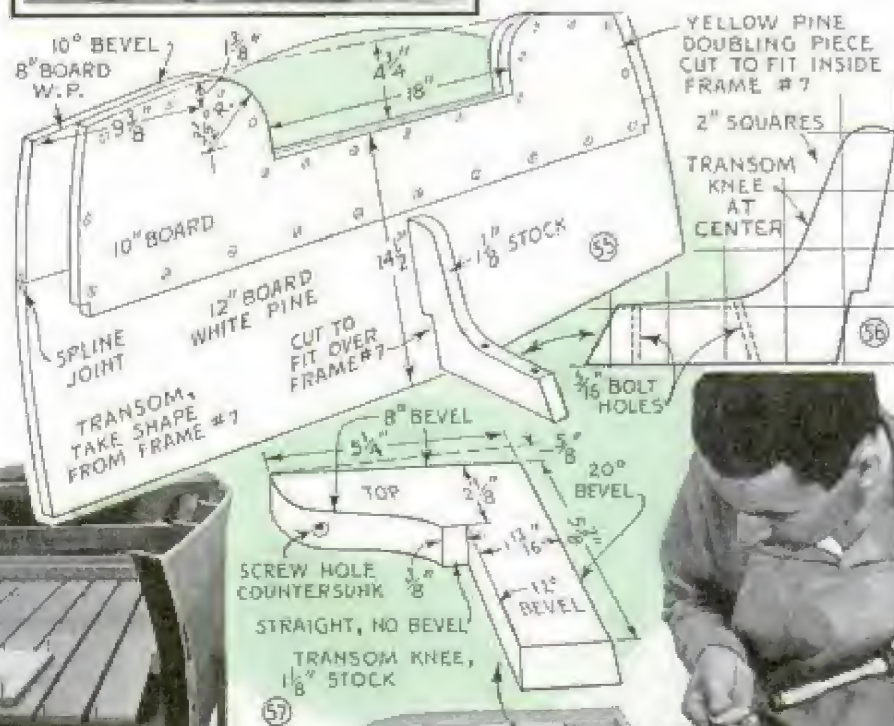 10° BEVEL
8" BOARD
W. P.
1 3/8"
4 3/4"
18"
9 3/8"
4"
YELLOW PINE
DOUBLING PIECE
CUT TO FIT INSIDE
FRAME #7
2" SQUARES
TRANSOM
KNEE
AT
CENTER
10" BOARD
14 1/2"
1 1/8" STOCK
55
12" BOARD
WHITE PINE
CUT TO
FIT OVER
FRAME #7
SPLINE
JOINT
TRANSOM,
TAKE SHAPE
FROM FRAME #7
56
5/16" BOLT
HOLES
8° BEVEL
5 1/4"
5/8"
20°
BEVEL
TOP
2 1/8"
1 13/16"
SCREW HOLE
COUNTERSUNK
3/8"
12°
BEVEL
STRAIGHT, NO BEVEL
TRANSOM KNEE,
1 1/8" STOCK
57